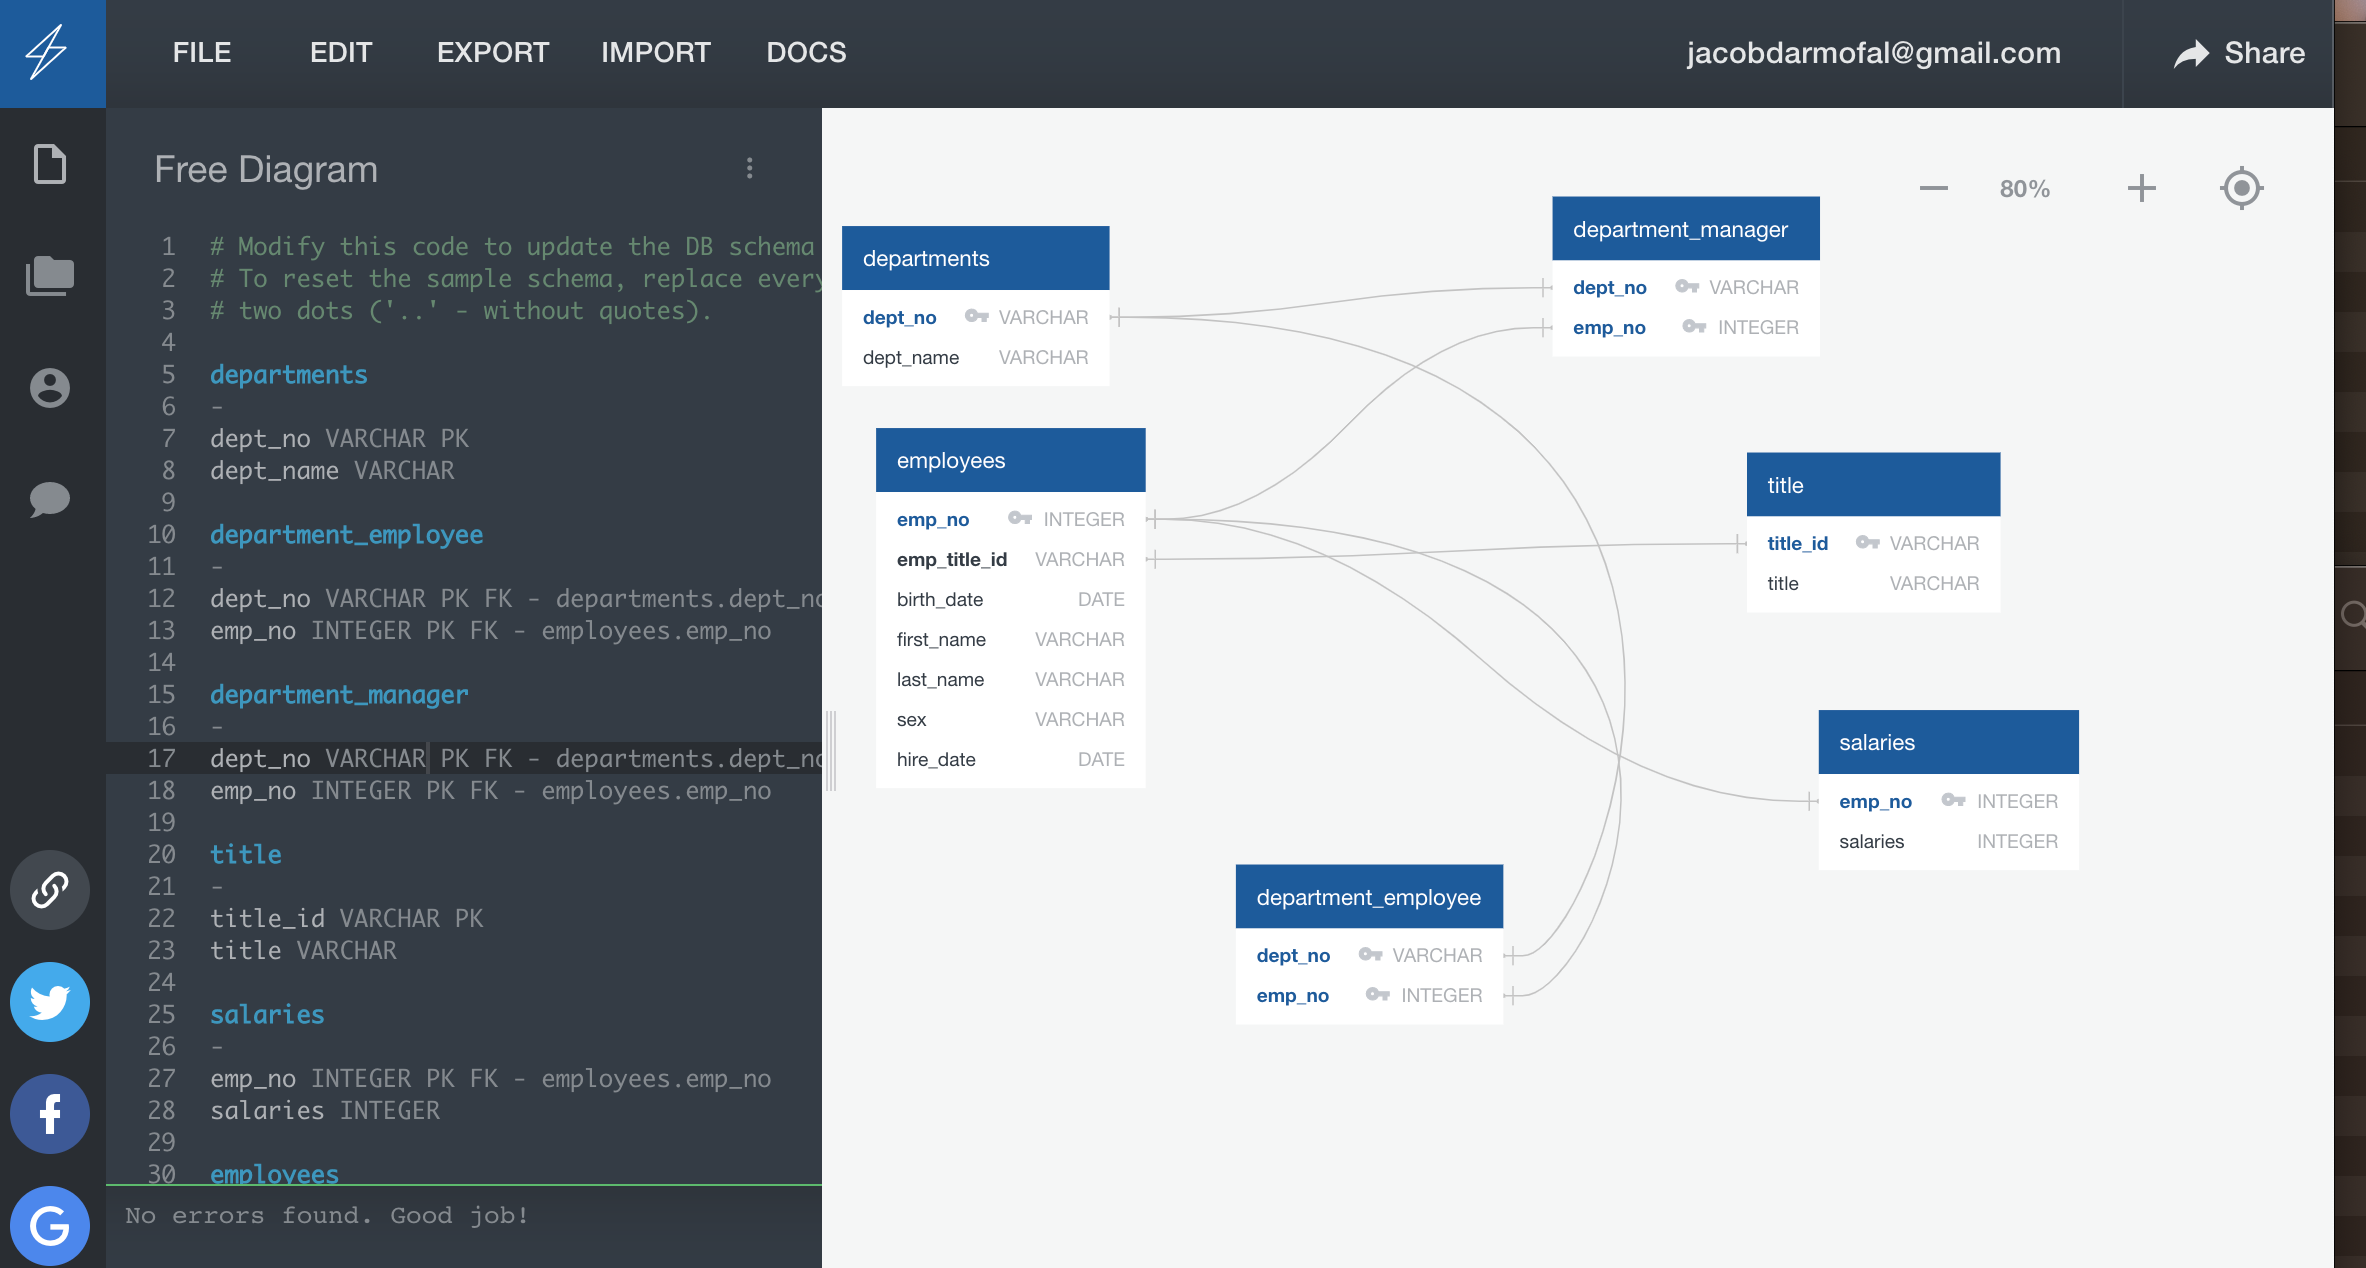 FILE EDIT EXPORT IMPORT DOCS jacobdarmofal@gmail.com Share
Free Diagram
1 # Modify this code to update the DB schema
2 # To reset the sample schema, replace every
3 # two dots ('..' - without quotes).
4
5 departments
6 -
7 dept_no VARCHAR PK
8 dept_name VARCHAR
9
10 department_employee
11 -
12 dept_no VARCHAR PK FK - departments.dept_no
13 emp_no INTEGER PK FK - employees.emp_no
14
15 department_manager
16 -
17 dept_no VARCHAR PK FK - departments.dept_no
18 emp_no INTEGER PK FK - employees.emp_no
19
20 title
21 -
22 title_id VARCHAR PK
23 title VARCHAR
24
25 salaries
26 -
27 emp_no INTEGER PK FK - employees.emp_no
28 salaries INTEGER
29
30 employees
No errors found. Good job!
80%
departments
dept_no VARCHAR
dept_name VARCHAR
department_manager
dept_no VARCHAR
emp_no INTEGER
employees
emp_no INTEGER
emp_title_id VARCHAR
birth_date DATE
first_name VARCHAR
last_name VARCHAR
sex VARCHAR
hire_date DATE
title
title_id VARCHAR
title VARCHAR
salaries
emp_no INTEGER
salaries INTEGER
department_employee
dept_no VARCHAR
emp_no INTEGER